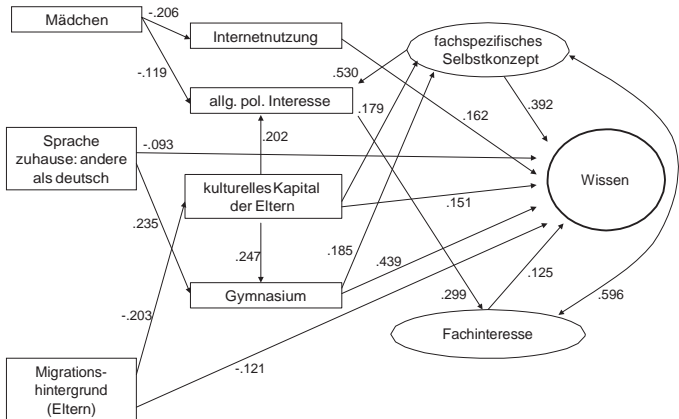 Mädchen
-.206
Internetnutzung
fachspezifisches
Selbstkonzept
-.119
.530
allg. pol. Interesse
.179
.392
.162
Sprache
zuhause: andere
als deutsch
-.093
.202
kulturelles Kapital
der Eltern
Wissen
.151
.235
.247
.185
.439
Gymnasium
.125
.299
.596
-.203
Fachinteresse
-.121
Migrations-
hintergrund
(Eltern)